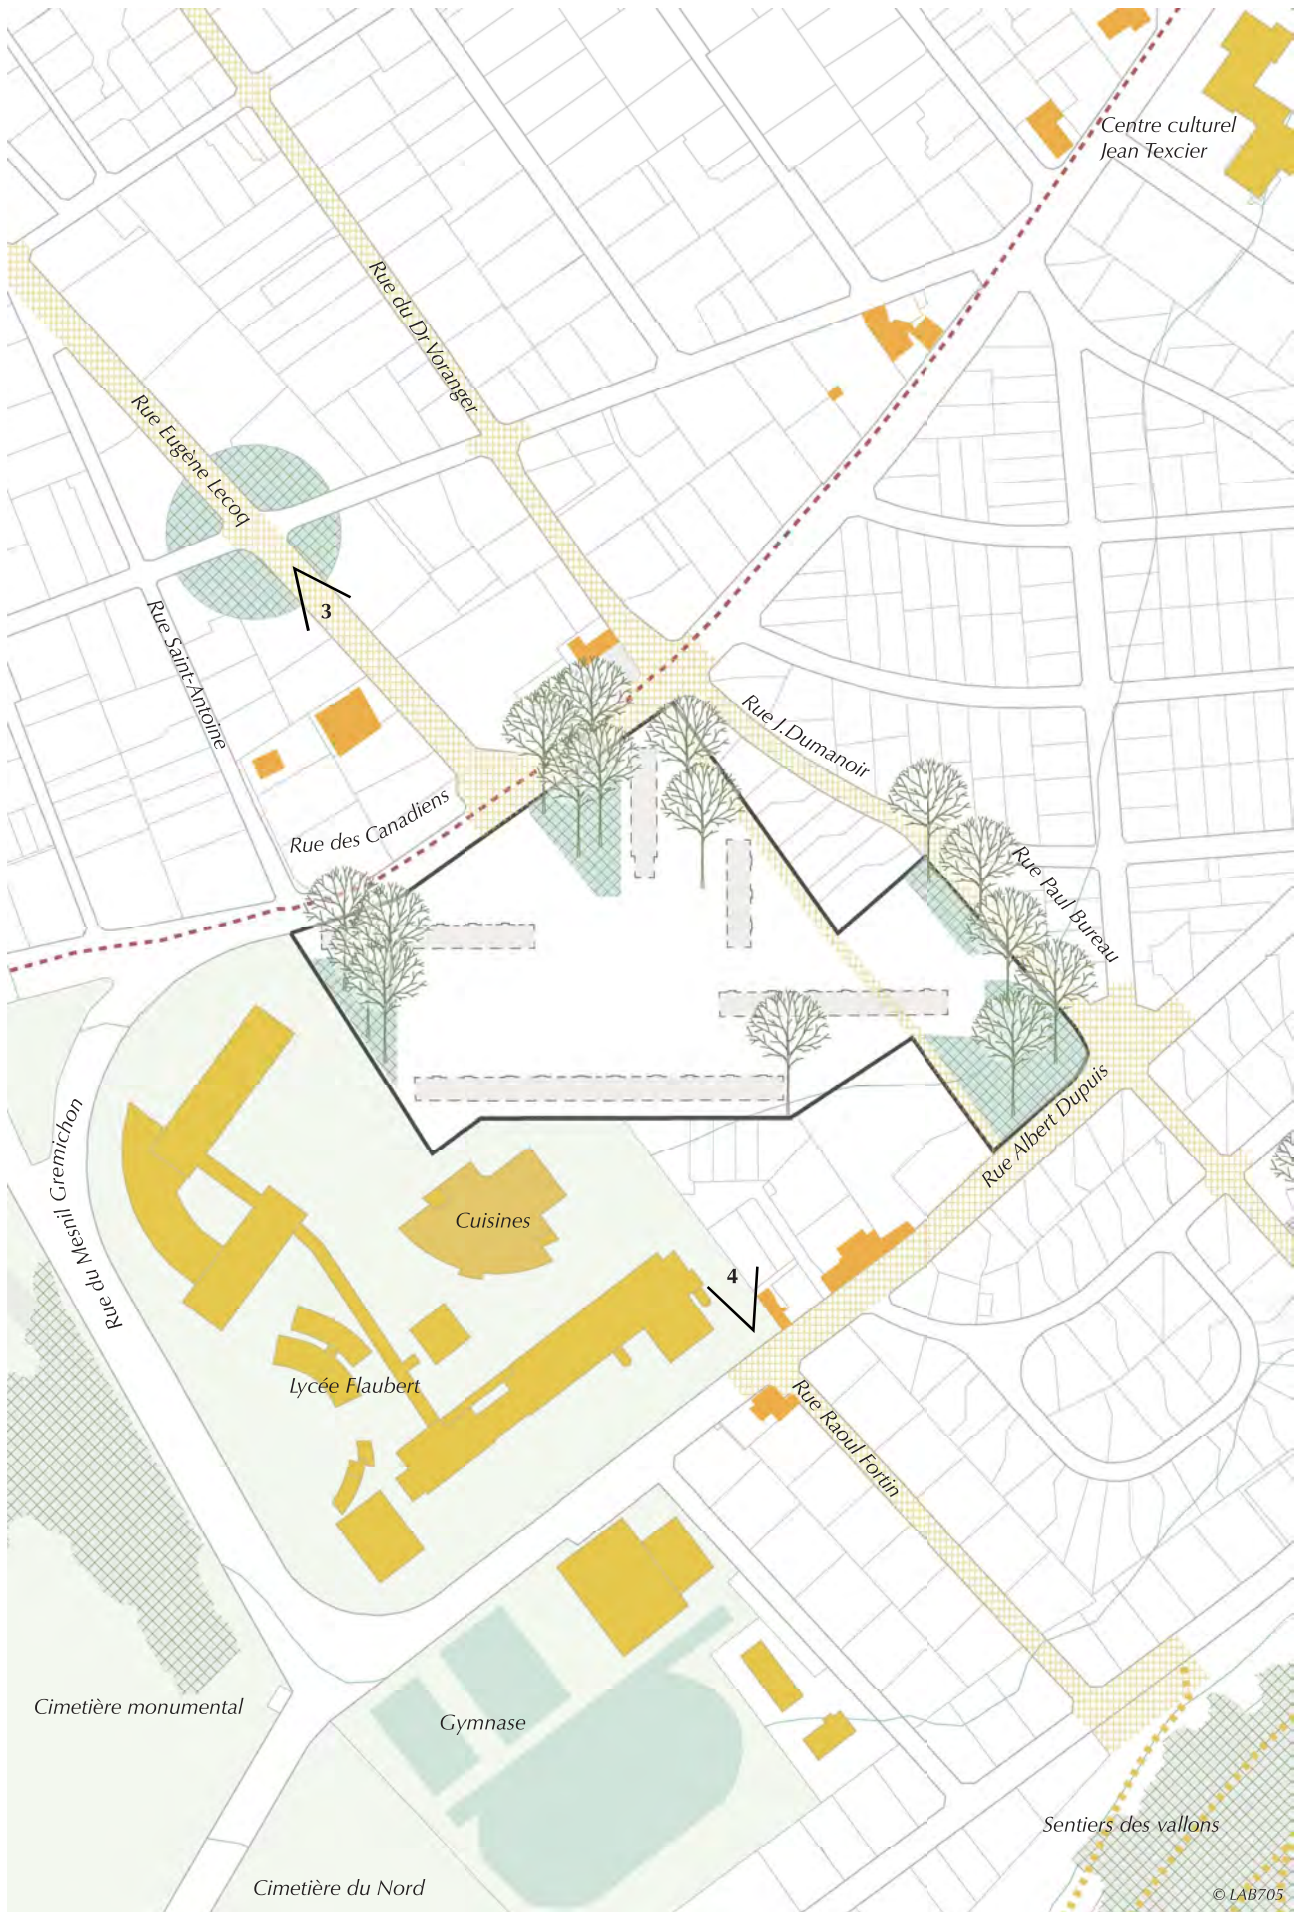 Centre culturel
Jean Texcier
Rue du Dr Voranger
Rue Eugène Lecoq
3
Rue Saint-Antoine
Rue J.Dumanoir
Rue des Canadiens
Rue Paul Bureau
Rue Albert Dupuis
Rue du Mesnil Gremichon
Cuisines
4
Lycée Flaubert
Rue Raoul Fortin
Cimetière monumental
Gymnase
Sentiers des vallons
Cimetière du Nord
© LAB705